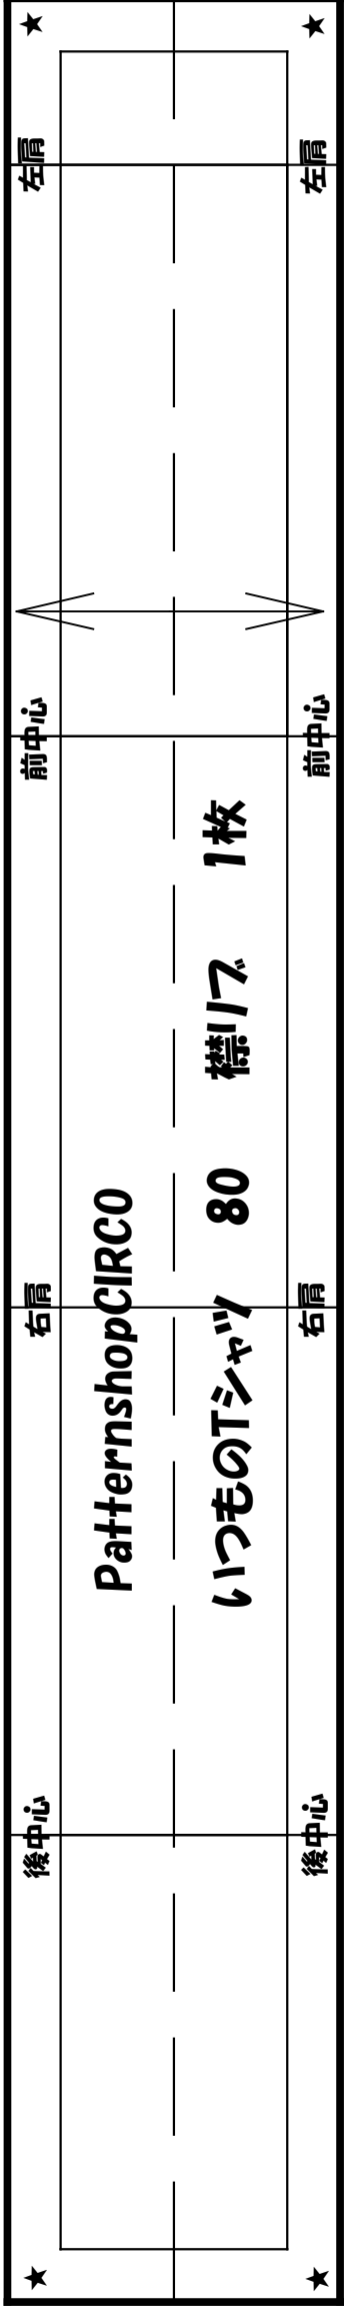 ★ ★
左肩 左肩
前中心 前中心
PatternshopCIRCO
いつものTシャツ 80 襟リブ 1枚
右肩 右肩
後中心 後中心
★ ★